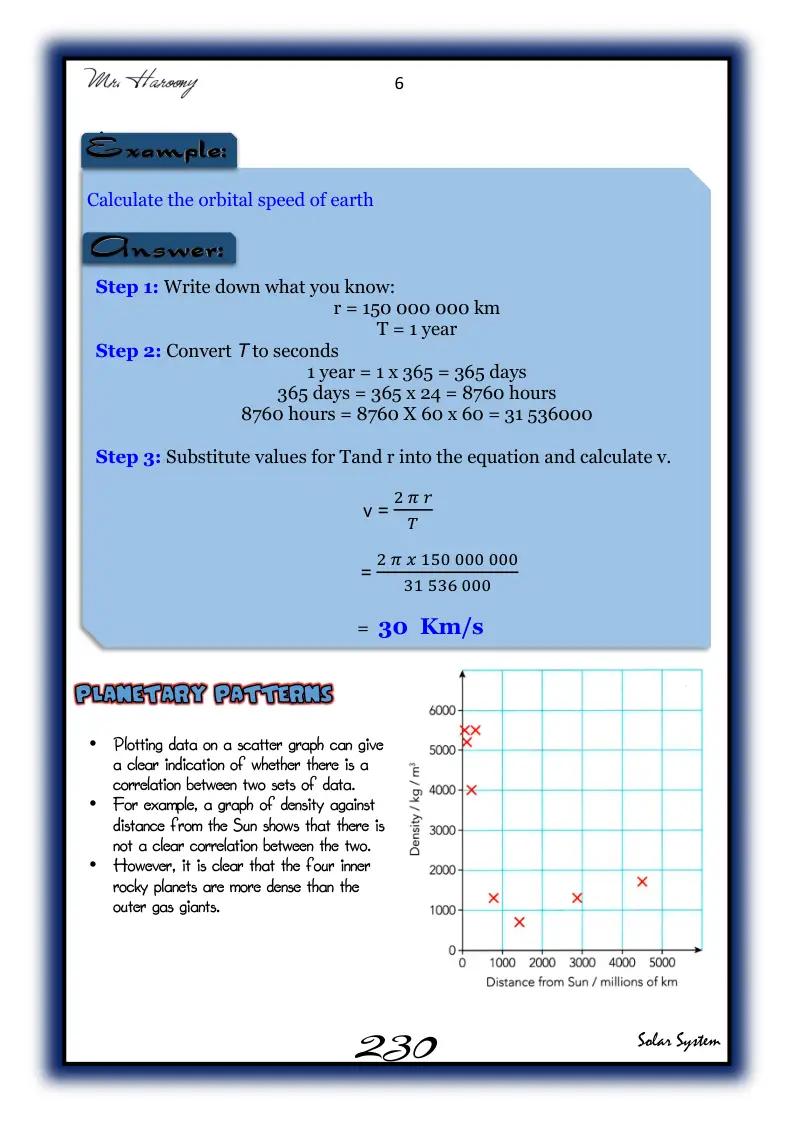 Mr. Haroony
6
Example:
Calculate the orbital speed of earth
Answer:
Step 1: Write down what you know:
r = 150 000 000 km
T = 1 year
Step 2: Convert T to seconds
1 year = 1 x 365 = 365 days
365 days = 365 x 24 = 8760 hours
8760 hours = 8760 X 60 x 60 = 31 536000
Step 3: Substitute values for Tand r into the equation and calculate v.
v = 2 π r / T
= 2 π x 150 000 000 / 31 536 000
= 30 Km/s
PLANETARY PATTERNS
• Plotting data on a scatter graph can give
a clear indication of whether there is a
correlation between two sets of data.
• For example, a graph of density against
distance from the Sun shows that there is
not a clear correlation between the two.
• However, it is clear that the four inner
rocky planets are more dense than the
outer gas giants.
Density / kg / m³
6000
5000
4000
3000
2000
1000
0
0 1000 2000 3000 4000 5000
Distance from Sun / millions of km
230
Solar System